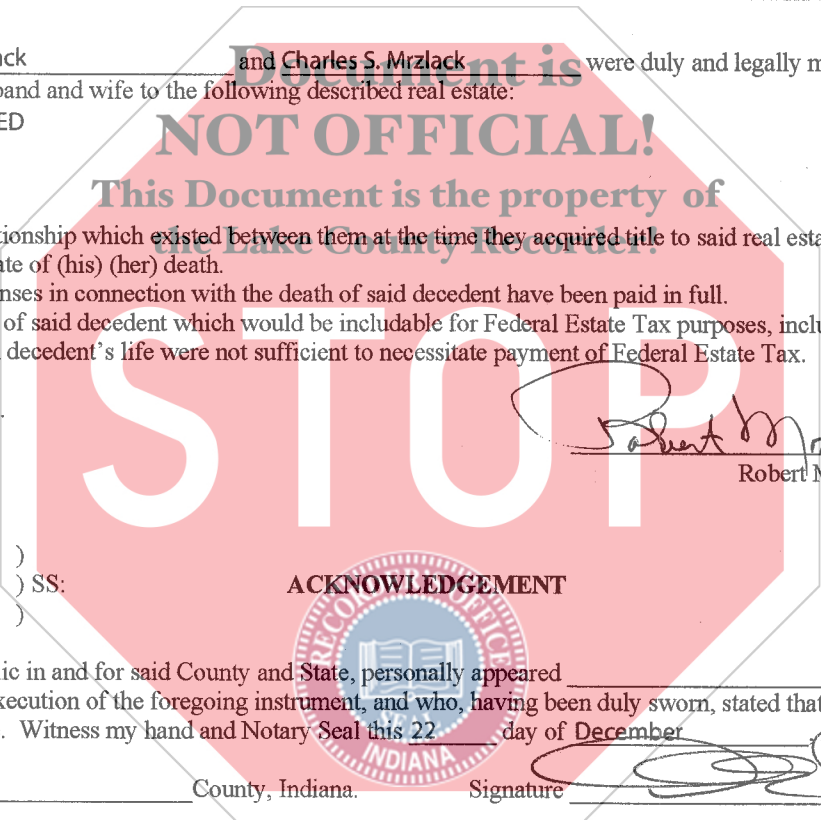 ack and Charles S. Mrzlack were duly and legally m
Document is
band and wife to the following described real estate:
ED
NOT OFFICIAL!
This Document is the property of
the Lake County Recorder!
tionship which existed between them at the time they acquired title to said real esta
ate of (his) (her) death.
nses in connection with the death of said decedent have been paid in full.
of said decedent which would be includable for Federal Estate Tax purposes, inclu
decedent's life were not sufficient to necessitate payment of Federal Estate Tax.
STOP
Robert
Robert M
)
) SS: ACKNOWLEDGEMENT
)
RECORDER'S OFFICE
lic in and for said County and State, personally appeared
xecution of the foregoing instrument, and who, having been duly sworn, stated that
SEAL
. Witness my hand and Notary Seal this 22 day of December
INDIANA
County, Indiana. Signature